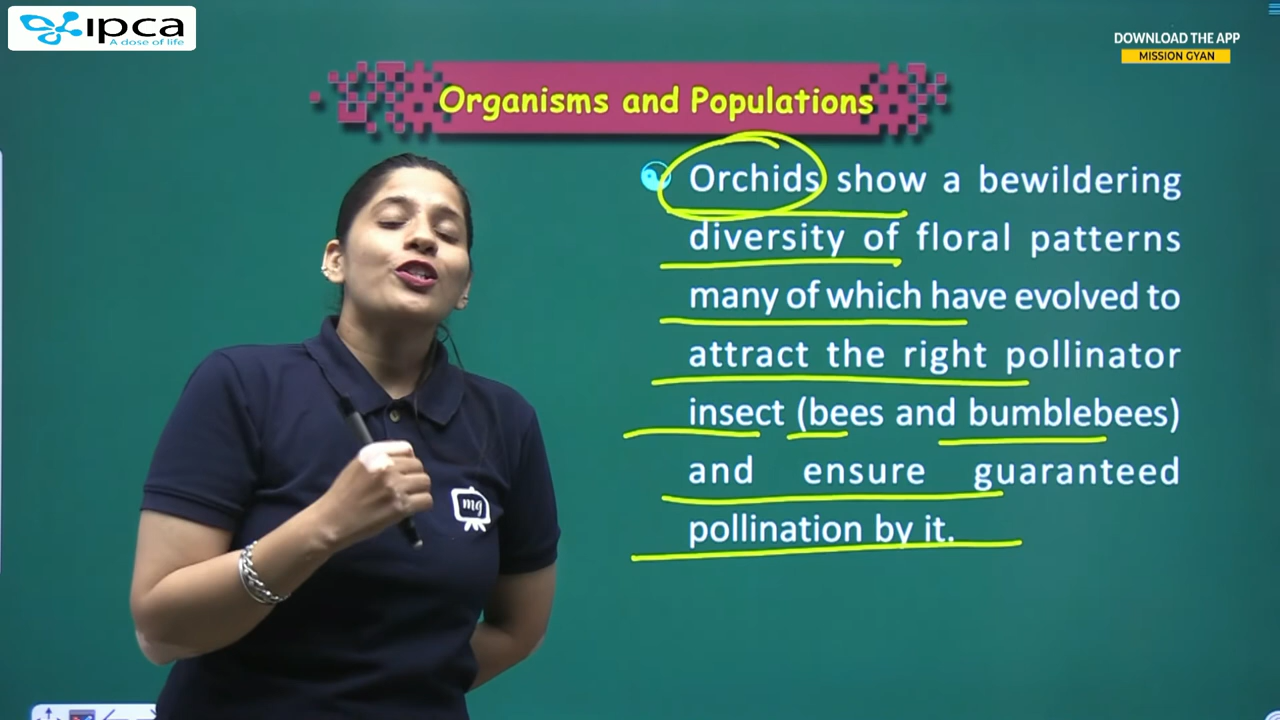 ipca
A dose of life
DOWNLOAD THE APP
MISSION GYAN
Organisms and Populations
Orchids show a bewildering
diversity of floral patterns
many of which have evolved to
attract the right pollinator
insect (bees and bumblebees)
and ensure guaranteed
pollination by it.
mg